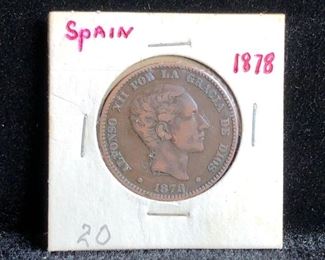 SpAIN
1878
ALFONSO XII POR LA GRACIA DE DIOS
1878
20